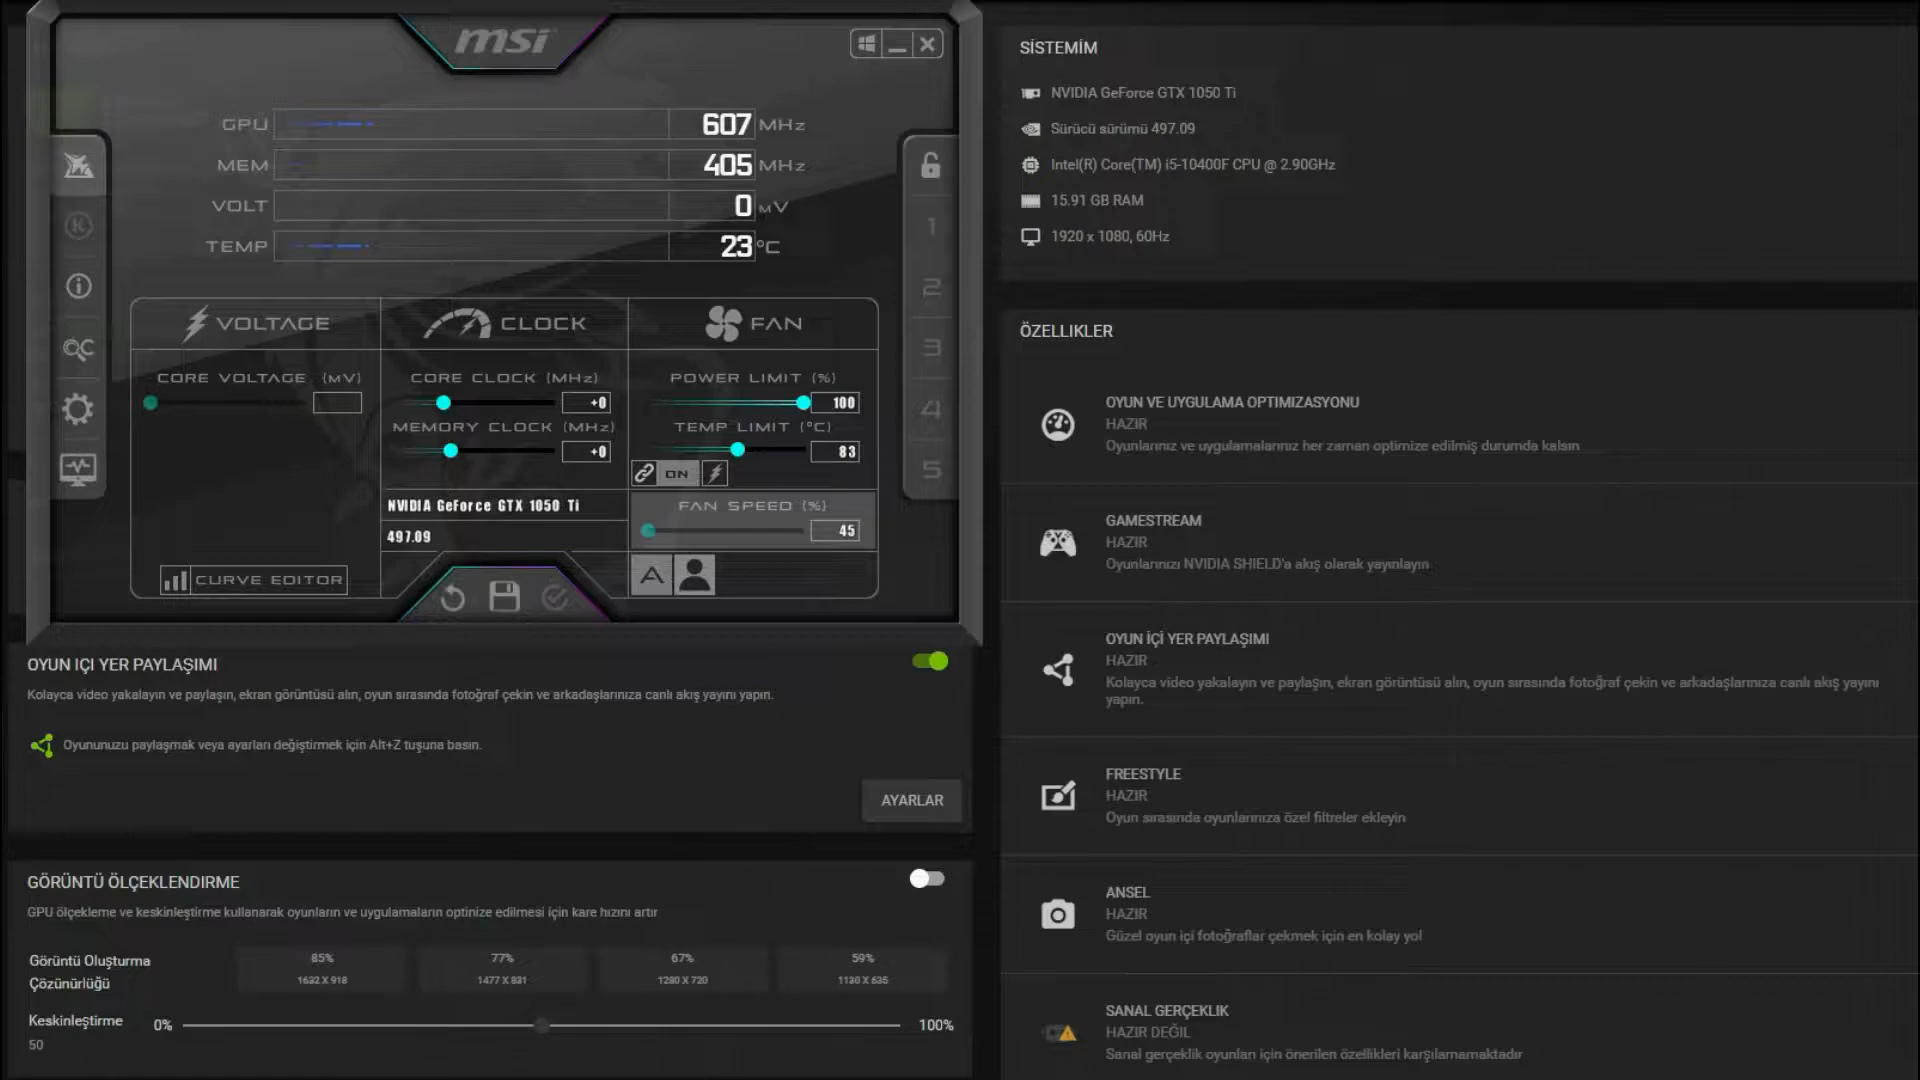 msi
GPU 607 MHz
MEM 405 MHz
VOLT 0 MV
TEMP 23 °C
VOLTAGE
CLOCK
FAN
CORE VOLTAGE (MV)
CORE CLOCK (MHz)
+0
POWER LIMIT (%)
100
MEMORY CLOCK (MHz)
+0
TEMP LIMIT (°C)
83
ON
NVIDIA GeForce GTX 1050 Ti
497.09
FAN SPEED (%)
45
CURVE EDITOR
A
K
i
OC
1
2
3
4
5
OYUN IÇI YER PAYLAŞIMI
Kolayca video yakalayın ve paylaşın, ekran görüntüsü alın, oyun sırasında fotoğraf çekin ve arkadaşlarınıza canlı akış yayını yapın.
Oyununuzu paylaşmak veya ayarları değiştirmek için Alt+Z tuşuna basın.
AYARLAR
GÖRÜNTÜ ÖLÇEKLENDIRME
GPU ölçekleme ve keskinleştirme kullanarak oyunların ve uygulamaların optinize edilmesi için kare hızını artır
Görüntü Oluşturma
Çözünürlüğü
85%
1632 X 918
77%
1477 X 831
67%
1280 X 720
59%
1130 X 635
Keskinleştirme
50
0%
100%
SİSTEMİM
NVIDIA GeForce GTX 1050 Ti
Sürücü sürümü 497.09
Intel(R) Core(TM) i5-10400F CPU @ 2.90GHz
15.91 GB RAM
1920 x 1080, 60Hz
ÖZELLIKLER
OYUN VE UYGULAMA OPTIMIZASYONU
HAZIR
Oyunlarınız ve uygulamalarınız her zaman optimize edilmiş durumda kalsın
GAMESTREAM
HAZIR
Oyunlarınızı NVIDIA SHIELD'a akış olarak yayınlayın
OYUN İÇİ YER PAYLAŞIMI
HAZIR
Kolayca video yakalayın ve paylaşın, ekran görüntüsü alın, oyun sırasında fotoğraf çekin ve arkadaşlarınıza canlı akış yayını
yapın.
FREESTYLE
HAZIR
Oyun sırasında oyunlarınıza özel filtreler ekleyin
ANSEL
HAZIR
Güzel oyun içi fotoğraflar çekmek için en kolay yol
SANAL GERÇEKLIK
HAZIR DEĞIL
Sanal gerçeklik oyunları için önerilen özellikleri karşılamamaktadır